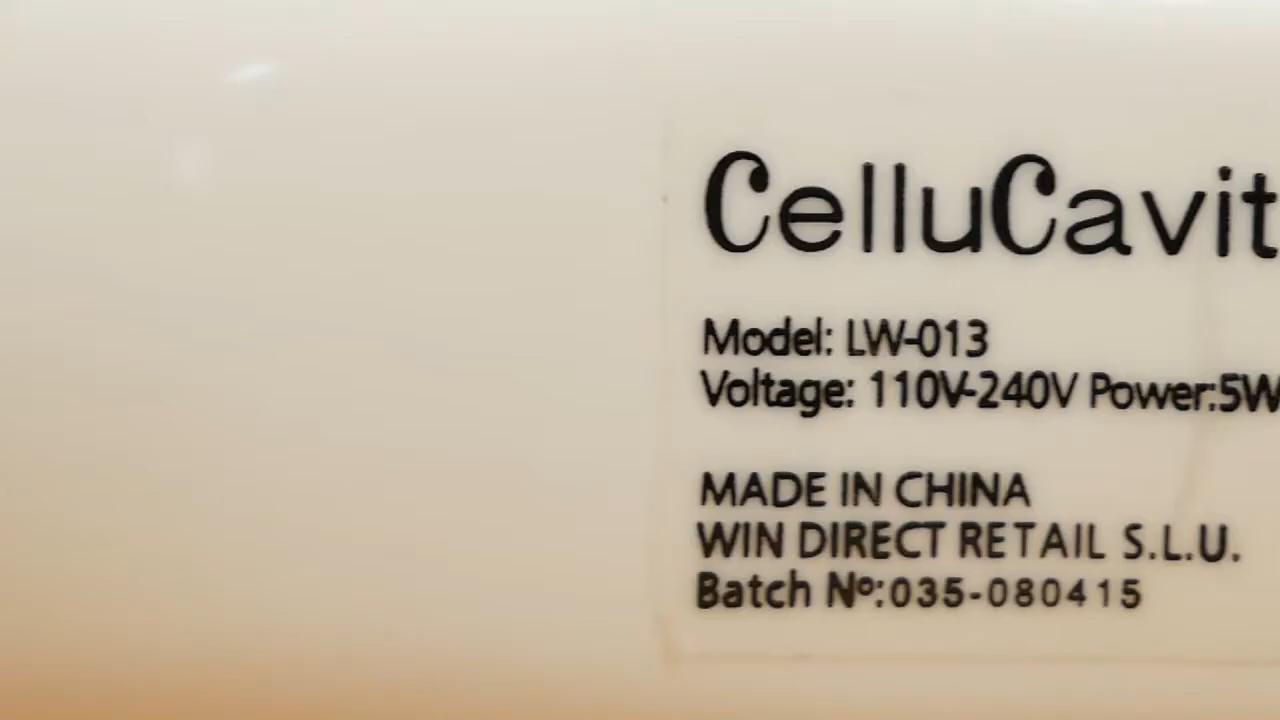 CelluCavit
Model: LW-013
Voltage: 110V-240V Power:5W
MADE IN CHINA
WIN DIRECT RETAIL S.L.U.
Batch Nº:035-080415